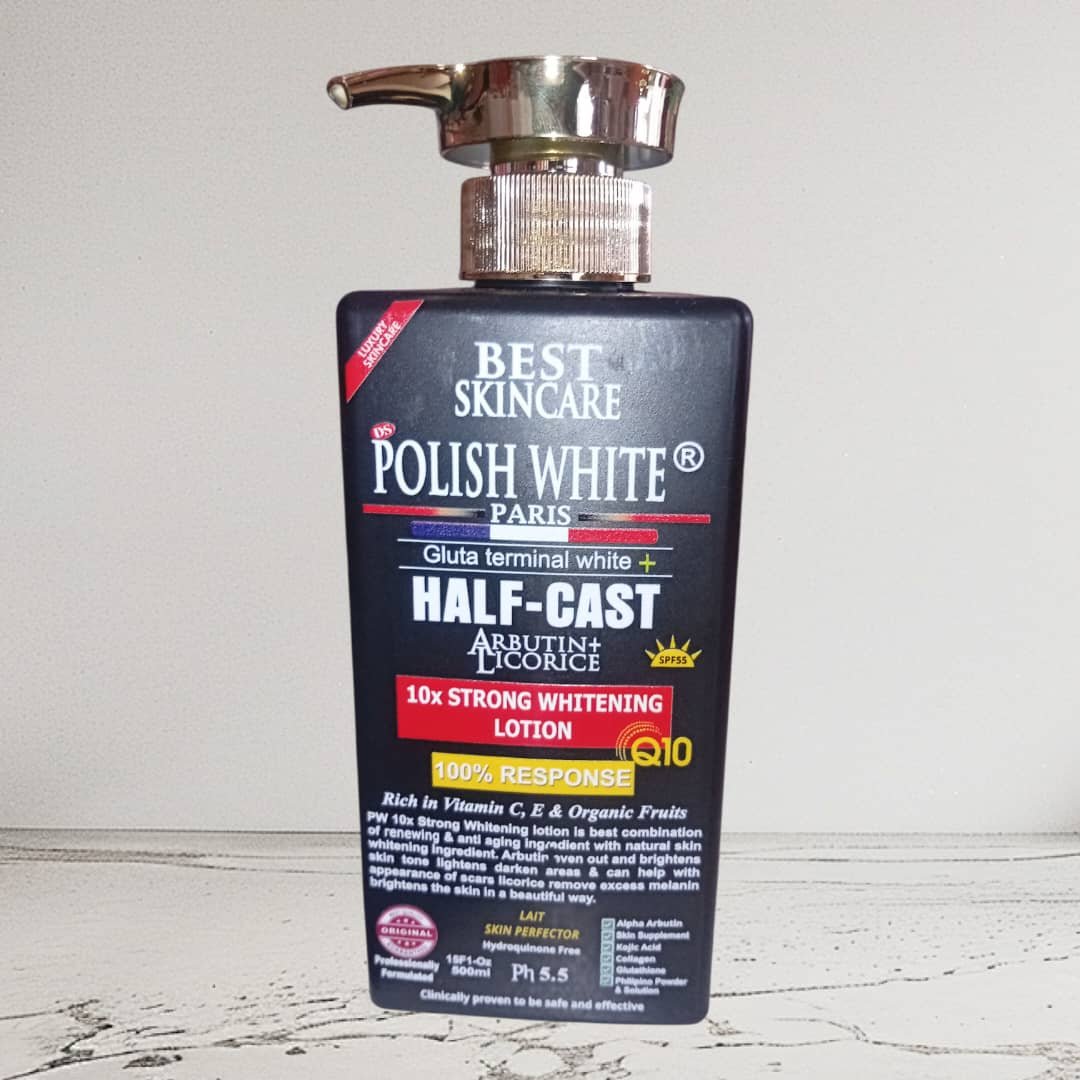 LUXURY
SKINCARE
BEST
SKINCARE
DS
POLISH WHITE®
PARIS
Gluta terminal white +
HALF-CAST
ARBUTIN+
LICORICE
SPF55
10x STRONG WHITENING
LOTION
Q10
100% RESPONSE
Rich in Vitamin C, E & Organic Fruits
PW 10x Strong Whitening lotion is best combination
of renewing & anti aging ingredient with natural skin
whitening ingredient. Arbutin even out and brightens
skin tone lightens darken areas & can help with
appearance of scars licorice remove excess melanin
brightens the skin in a beautiful way.
ORIGINAL
Professionally
Formulated
15F1-Oz
500ml
LAIT
SKIN PERFECTOR
Hydroquinone Free
Ph 5.5
Alpha Arbutin
Skin Supplement
Kojic Acid
Collagen
Glutathione
Philipino Powder
& Solution
Clinically proven to be safe and effective